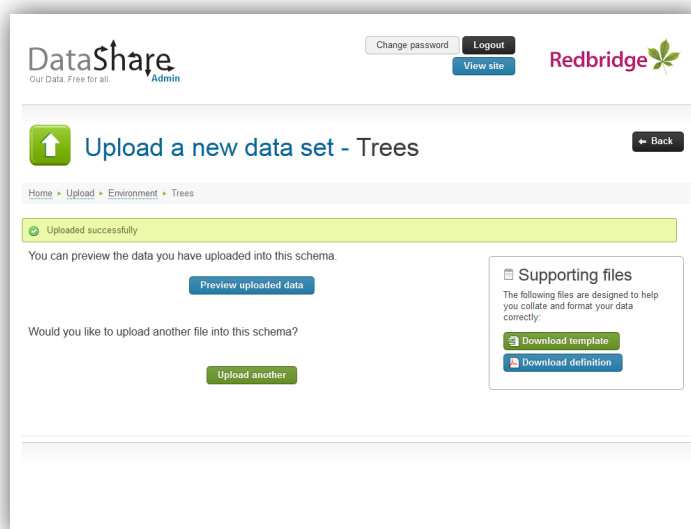 DataShare
Our Data. Free for all.
Admin
Change password
Logout
View site
Redbridge
Upload a new data set - Trees
Back
Home ▸ Upload ▸ Environment ▸ Trees
Uploaded successfully
You can preview the data you have uploaded into this schema.
Preview uploaded data
Would you like to upload another file into this schema?
Upload another
Supporting files
The following files are designed to help
you collate and format your data
correctly:
Download template
Download definition